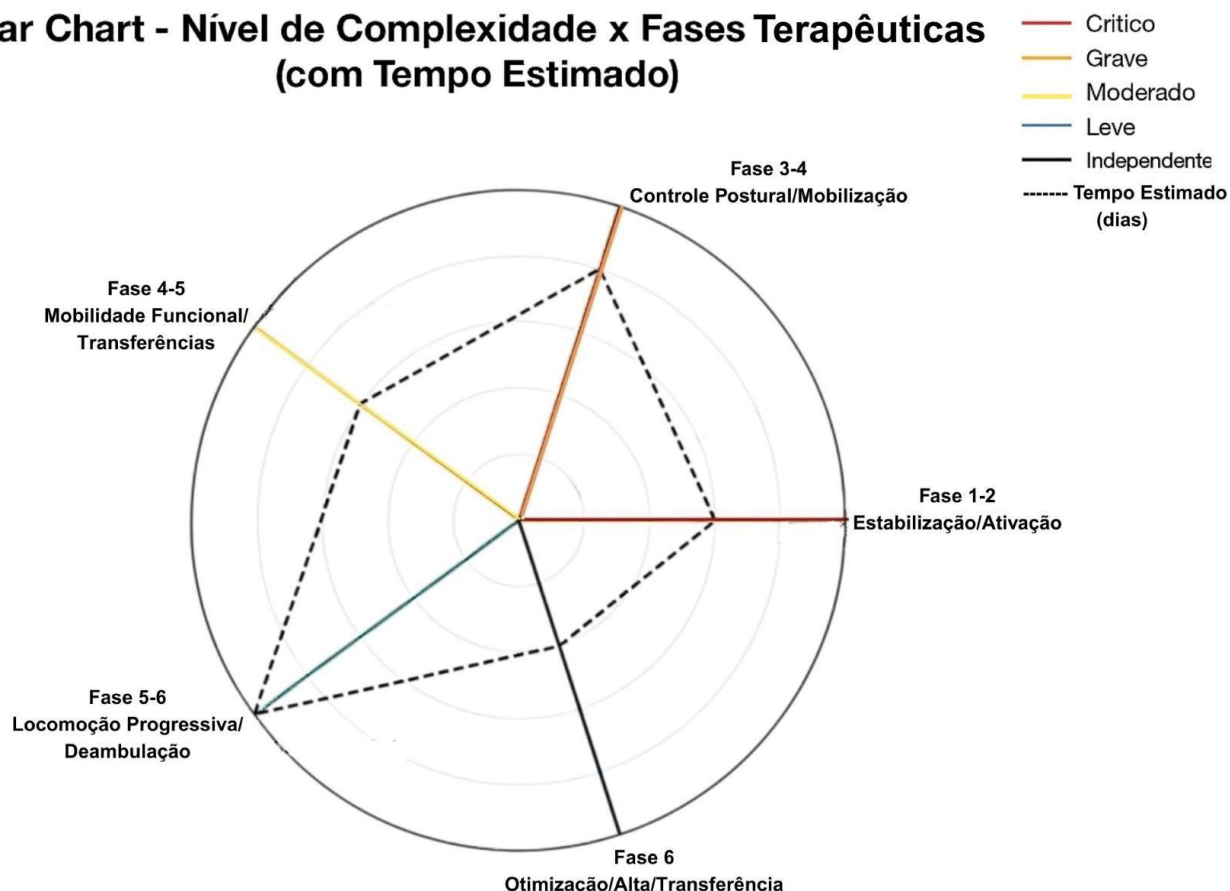 ar Chart - Nível de Complexidade x Fases Terapêuticas
(com Tempo Estimado)
Critico
Grave
Moderado
Leve
Independente
Tempo Estimado
(dias)
Fase 3-4
Controle Postural/Mobilização
Fase 4-5
Mobilidade Funcional/
Transferências
Fase 1-2
Estabilização/Ativação
Fase 5-6
Locomoção Progressiva/
Deambulação
Fase 6
Otimização/Alta/Transferência